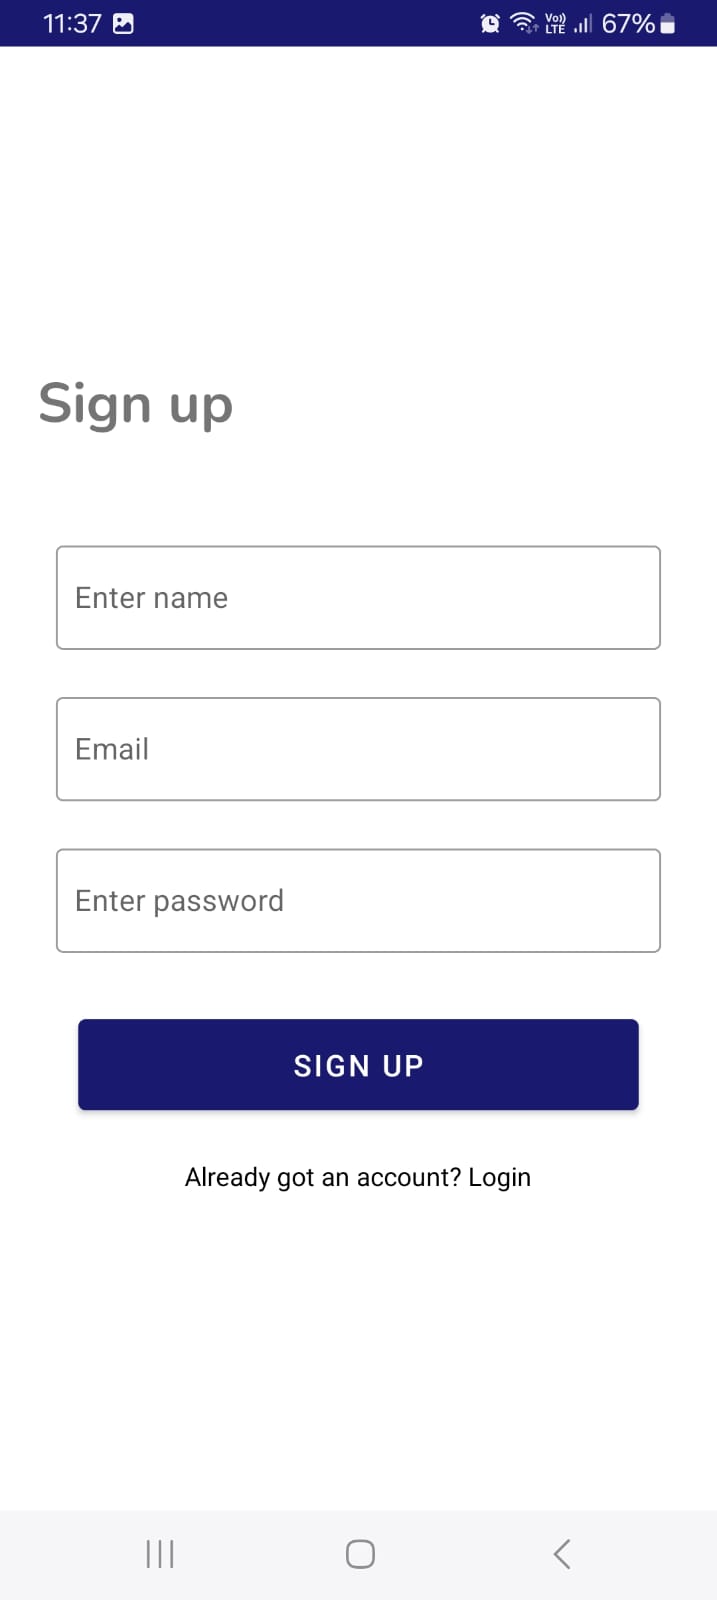 11:37 Vo)) LTE 67%
Sign up
Enter name
Email
Enter password
SIGN UP
Already got an account? Login